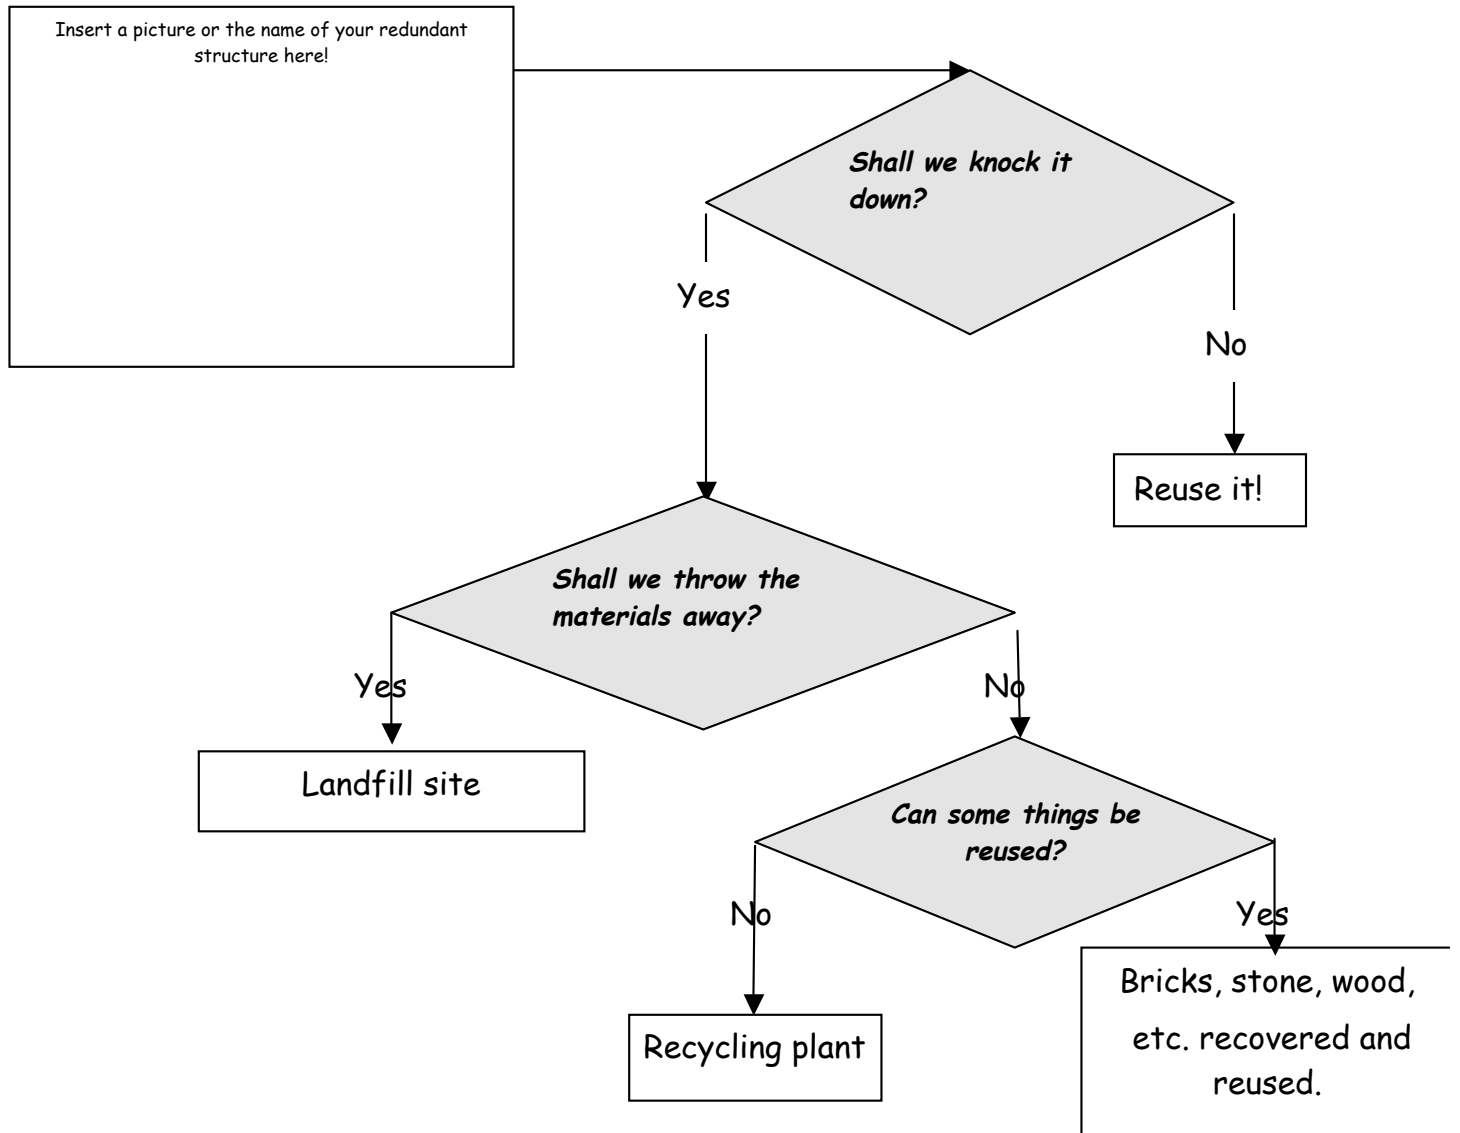 Insert a picture or the name of your redundant
structure here!
Shall we knock it
down?
Yes
No
Reuse it!
Shall we throw the
materials away?
Yes
No
Landfill site
Can some things be
reused?
No
Yes
Bricks, stone, wood,
etc. recovered and
reused.
Recycling plant